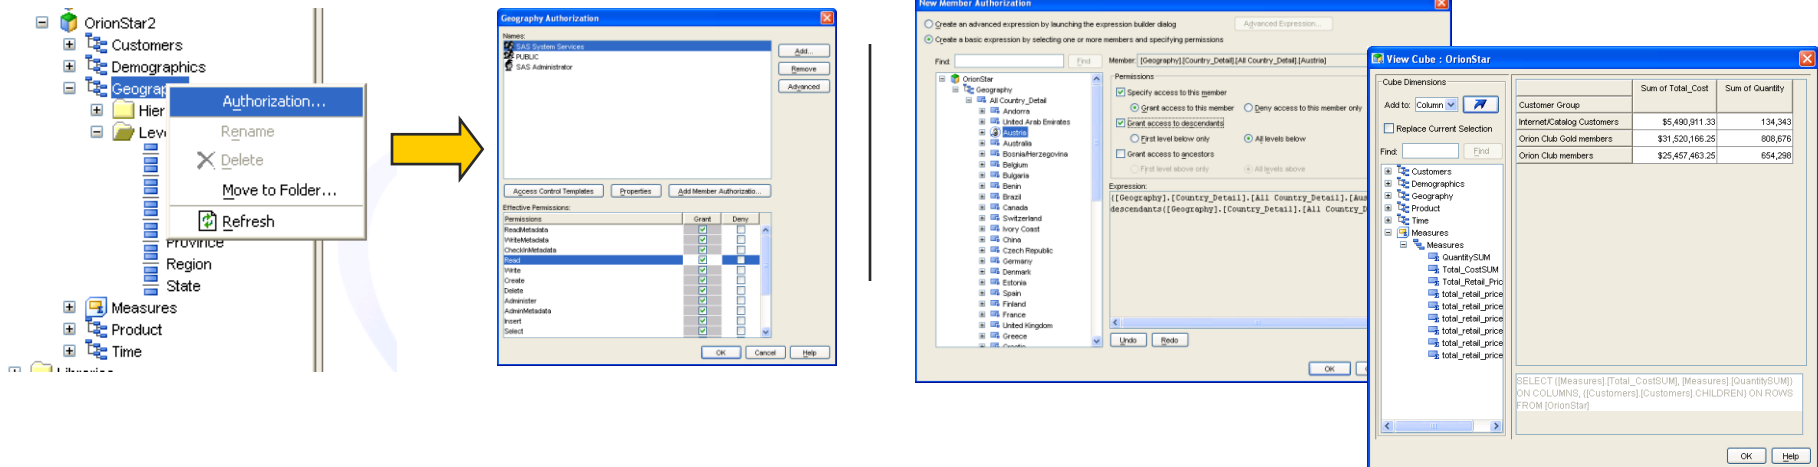 OrionStar2
Customers
Demographics
Geograp
Hier
Leve
Authorization...
Rename
Delete
Move to Folder...
Refresh
Province
Region
State
Measures
Product
Time
Geography Authorization
Names:
SAS System Services
PUBLIC
SAS Administrator
Add...
Remove
Advanced
Access Control Templates
Properties
Add Member Authorizatio...
Effective Permissions:
Permissions Grant Deny
ReadMetadata
WriteMetadata
CheckInMetadata
Read
Write
Create
Delete
Administer
AdminMetadata
Insert
Select
OK Cancel Help
New Member Authorization
Create an advanced expression by launching the expression builder dialog
Advanced Expression...
Create a basic expression by selecting one or more members and specifying permissions
Find: Find
Member: [Geography].[Country_Detail].[All Country_Detail].[Austria]
OrionStar
Geography
All Country_Detail
Andorra
United Arab Emirates
Austria
Australia
Bosnia/Herzegovina
Belgium
Bulgaria
Benin
Brazil
Canada
Switzerland
Ivory Coast
China
Czech Republic
Germany
Denmark
Estonia
Spain
Finland
France
United Kingdom
Greece
Croatia
Permissions
Specify access to this member
Grant access to this member Deny access to this member only
Grant access to descendants
First level below only All levels below
Grant access to ancestors
First level above only All levels above
Expression:
{[Geography].[Country_Detail].[All Country_Detail].[Aus
descendants([Geography].[Country_Detail].[All Country_D
Undo Redo
OK
View Cube : OrionStar
Cube Dimensions
Add to: Column
Replace Current Selection
Find: Find
Customers
Demographics
Geography
Product
Time
Measures
Measures
QuantitySUM
Total_CostSUM
Total_Retail_Pric
total_retail_price
total_retail_price
total_retail_price
total_retail_price
total_retail_price
total_retail_price
Sum of Total_Cost Sum of Quantity
Customer Group
Internet/Catalog Customers $5,490,911.33 134,343
Orion Club Gold members $31,520,166.25 808,676
Orion Club members $25,457,463.25 654,298
SELECT {[Measures].[Total_CostSUM], [Measures].[QuantitySUM]}
ON COLUMNS, {[Customers].[Customers].CHILDREN} ON ROWS
FROM [OrionStar]
OK Help